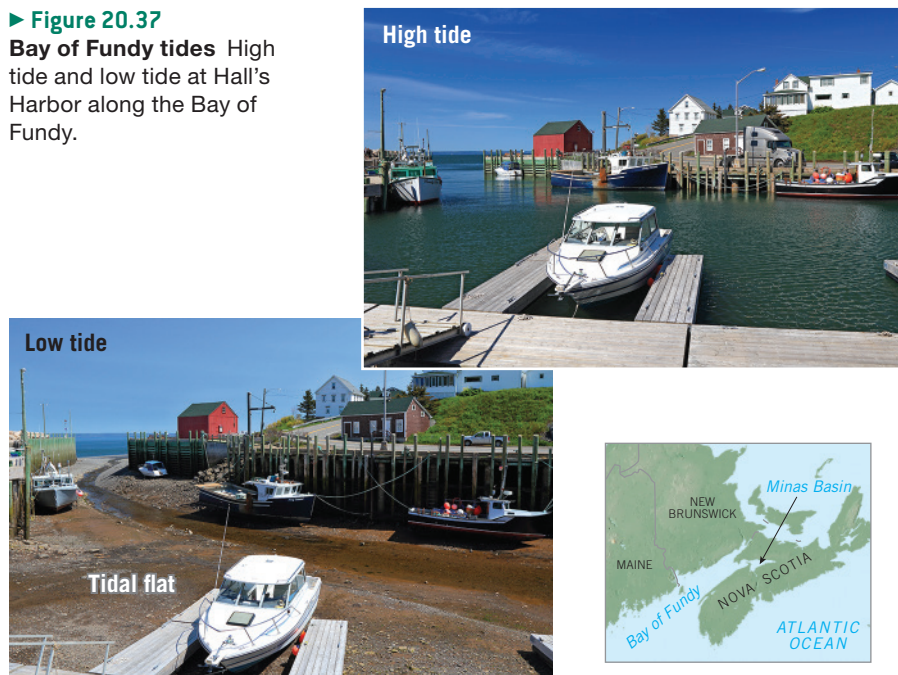 ► Figure 20.37
Bay of Fundy tides High
tide and low tide at Hall's
Harbor along the Bay of
Fundy.
High tide
Low tide
Tidal flat
Minas Basin
NEW
BRUNSWICK
MAINE
NOVA SCOTIA
Bay of Fundy
ATLANTIC
OCEAN